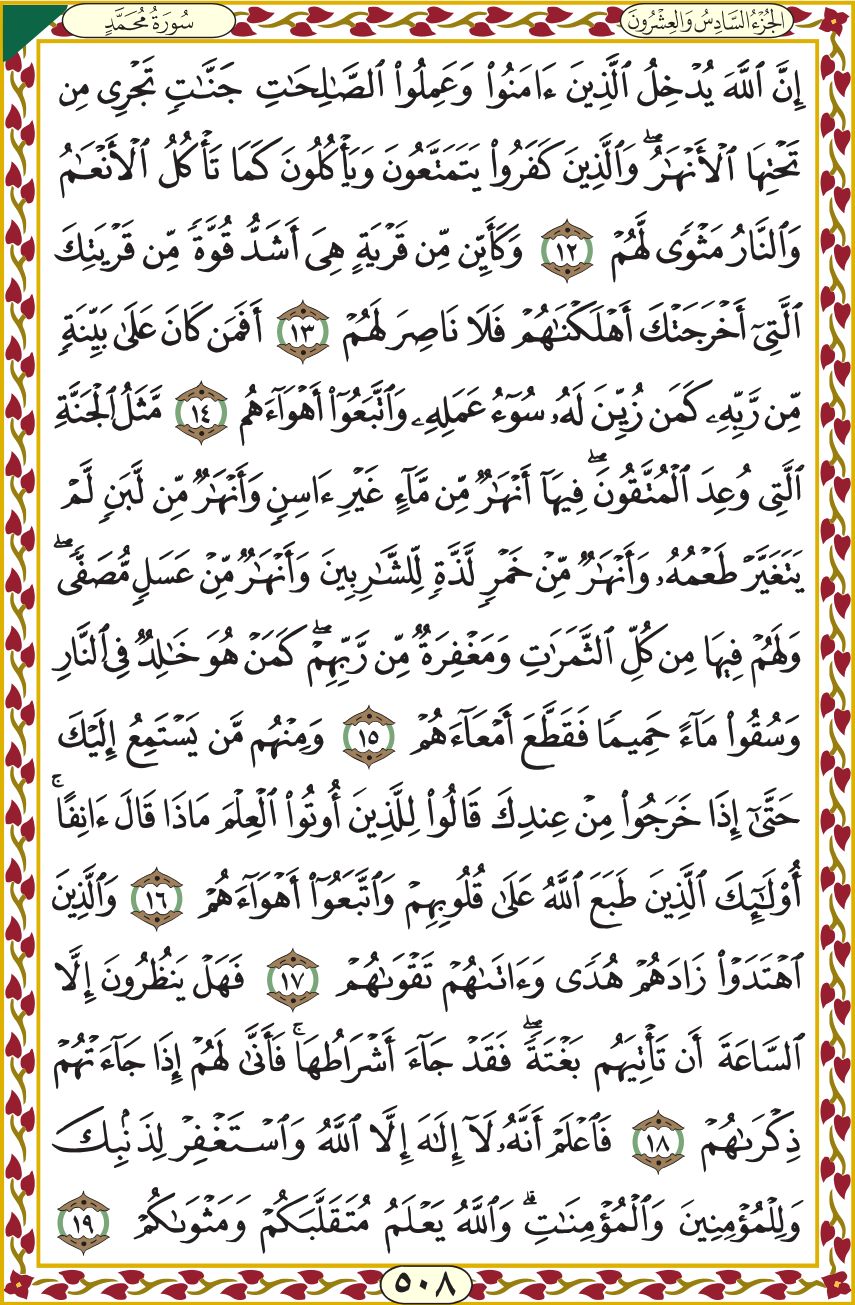 الجُزْءُ السَّادِسُ وَالعِشْرُونَ
سُورَةُ مُحَمَّدٍ
إِنَّ ٱللَّهَ يُدْخِلُ ٱلَّذِينَ ءَامَنُوا۟ وَعَمِلُوا۟ ٱلصَّـٰلِحَـٰتِ جَنَّـٰتٍ تَجْرِى مِن
تَحْتِهَا ٱلْأَنْهَـٰرُ ۖ وَٱلَّذِينَ كَفَرُوا۟ يَتَمَتَّعُونَ وَيَأْكُلُونَ كَمَا تَأْكُلُ ٱلْأَنْعَـٰمُ
وَٱلنَّارُ مَثْوًى لَّهُمْ ١٢ وَكَأَيِّن مِّن قَرْيَةٍ هِىَ أَشَدُّ قُوَّةً مِّن قَرْيَتِكَ
ٱلَّتِىٓ أَخْرَجَتْكَ أَهْلَكْنَـٰهُمْ فَلَا نَاصِرَ لَهُمْ ١٣ أَفَمَن كَانَ عَلَىٰ بَيِّنَةٍ
مِّن رَّبِّهِۦ كَمَن زُيِّنَ لَهُۥ سُوٓءُ عَمَلِهِۦ وَٱتَّبَعُوٓا۟ أَهْوَآءَهُم ١٤ مَّثَلُ ٱلْجَنَّةِ
ٱلَّتِى وُعِدَ ٱلْمُتَّقُونَ ۖ فِيهَآ أَنْهَـٰرٌ مِّن مَّآءٍ غَيْرِ ءَاسِنٍ وَأَنْهَـٰرٌ مِّن لَّبَنٍ لَّمْ
يَتَغَيَّرْ طَعْمُهُۥ وَأَنْهَـٰرٌ مِّنْ خَمْرٍ لَّذَّةٍ لِّلشَّـٰرِبِينَ وَأَنْهَـٰرٌ مِّنْ عَسَلٍ مُّصَفًّى ۖ
وَلَهُمْ فِيهَا مِن كُلِّ ٱلثَّمَرَٰتِ وَمَغْفِرَةٌ مِّن رَّبِّهِمْ ۖ كَمَنْ هُوَ خَـٰلِدٌ فِى ٱلنَّارِ
وَسُقُوا۟ مَآءً حَمِيمًا فَقَطَّعَ أَمْعَآءَهُمْ ١٥ وَمِنْهُم مَّن يَسْتَمِعُ إِلَيْكَ
حَتَّىٰٓ إِذَا خَرَجُوا۟ مِنْ عِندِكَ قَالُوا۟ لِلَّذِينَ أُوتُوا۟ ٱلْعِلْمَ مَاذَا قَالَ ءَانِفًا ۚ
أُو۟لَـٰٓئِكَ ٱلَّذِينَ طَبَعَ ٱللَّهُ عَلَىٰ قُلُوبِهِمْ وَٱتَّبَعُوٓا۟ أَهْوَآءَهُمْ ١٦ وَٱلَّذِينَ
ٱهْتَدَوْا۟ زَادَهُمْ هُدًى وَءَاتَىٰهُمْ تَقْوَىٰهُمْ ١٧ فَهَلْ يَنظُرُونَ إِلَّا
ٱلسَّاعَةَ أَن تَأْتِيَهُم بَغْتَةً ۖ فَقَدْ جَآءَ أَشْرَاطُهَا ۚ فَأَنَّىٰ لَهُمْ إِذَا جَآءَتْهُمْ
ذِكْرَىٰهُمْ ١٨ فَٱعْلَمْ أَنَّهُۥ لَآ إِلَـٰهَ إِلَّا ٱللَّهُ وَٱسْتَغْفِرْ لِذَنۢبِكَ
وَلِلْمُؤْمِنِينَ وَٱلْمُؤْمِنَـٰتِ ۗ وَٱللَّهُ يَعْلَمُ مُتَقَلَّبَكُمْ وَمَثْوَىٰكُمْ ١٩
٥٠٨